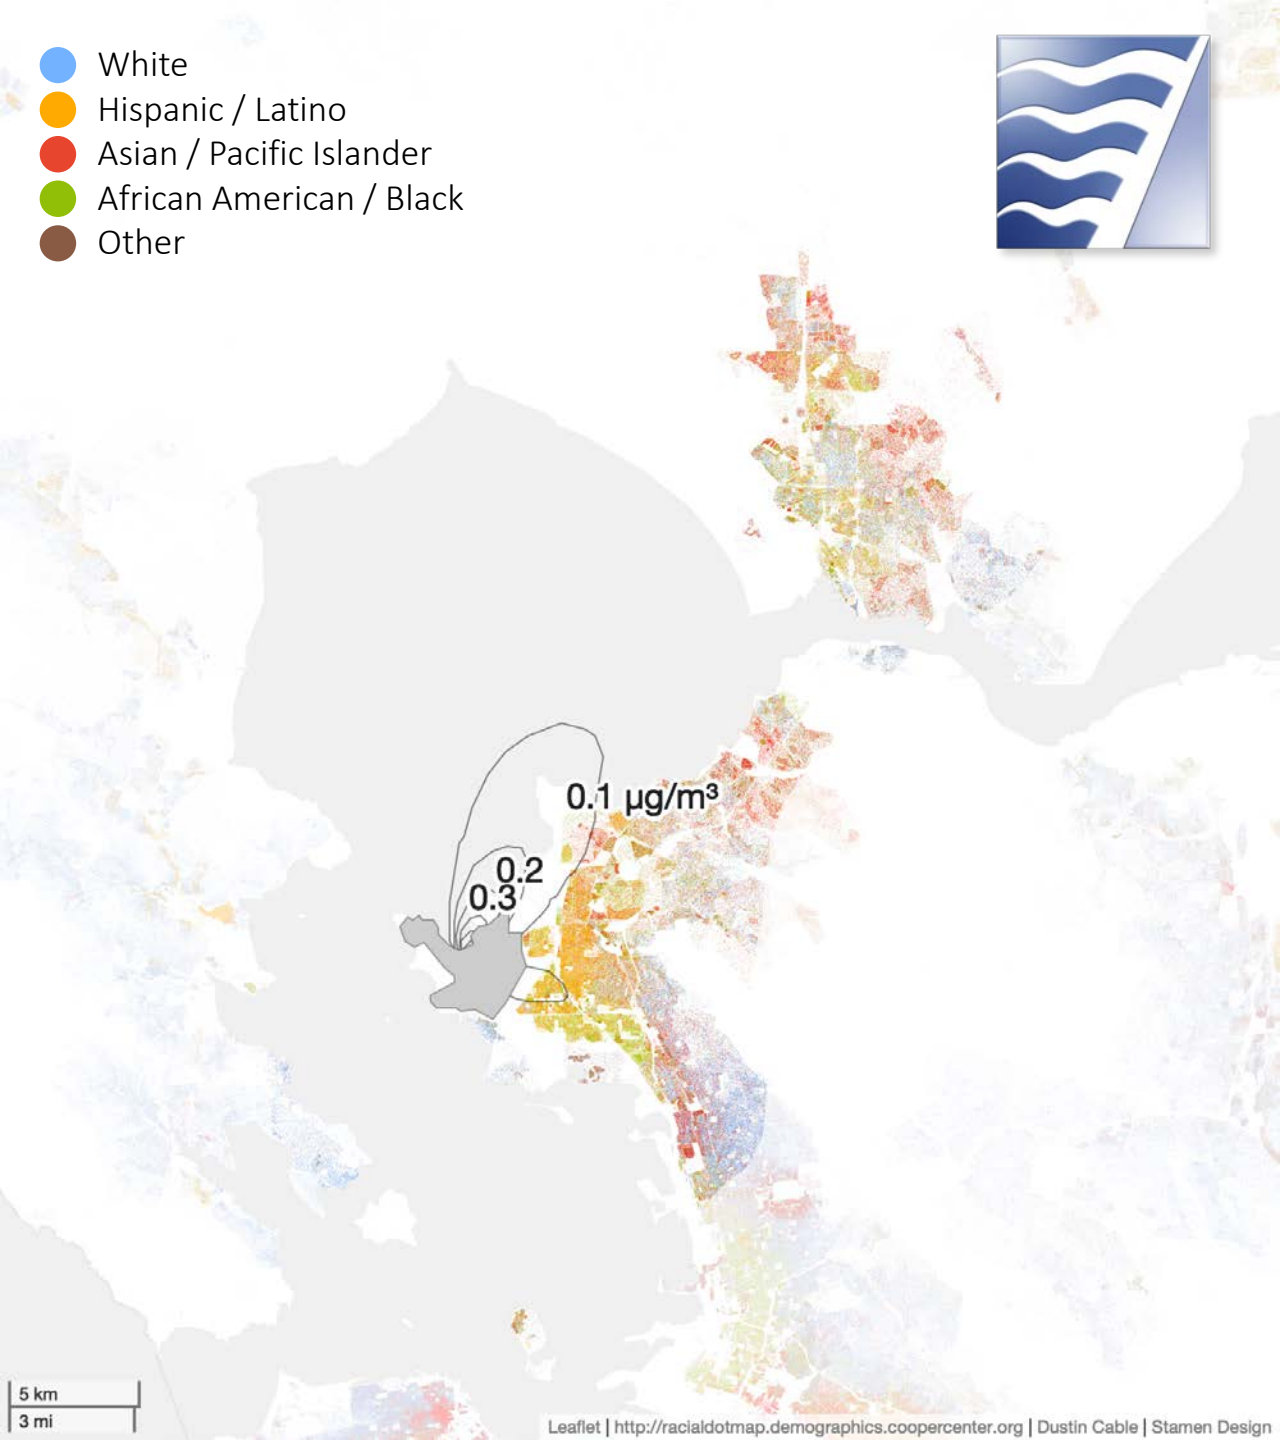 White
Hispanic / Latino
Asian / Pacific Islander
African American / Black
Other
0.1 µg/m³
0.2
0.3
5 km
3 mi
Leaflet | http://racialdotmap.demographics.coopercenter.org | Dustin Cable | Stamen Design